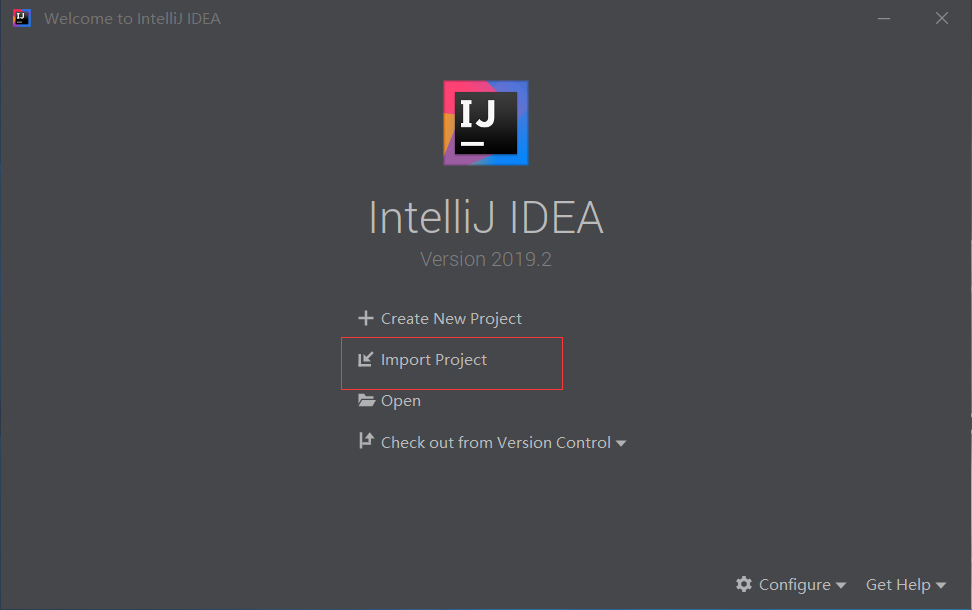 Welcome to IntelliJ IDEA
IJ
IntelliJ IDEA
Version 2019.2
Create New Project
Import Project
Open
Check out from Version Control
Configure
Get Help